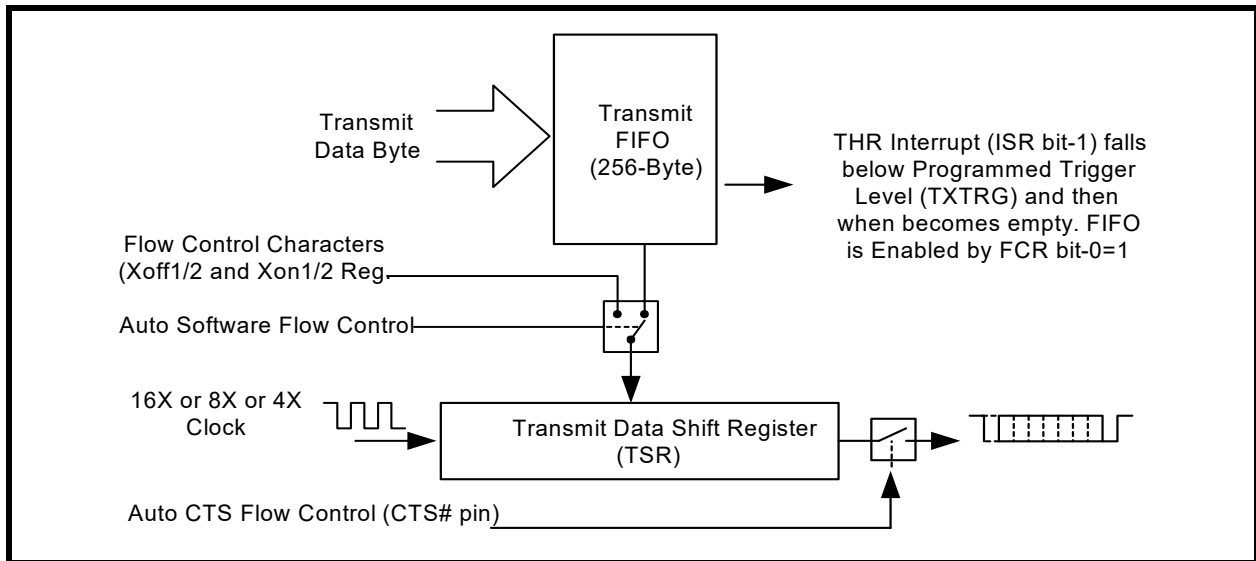 Transmit
FIFO
(256-Byte)
Transmit
Data Byte
THR Interrupt (ISR bit-1) falls
below Programmed Trigger
Level (TXTRG) and then
when becomes empty. FIFO
is Enabled by FCR bit-0=1
Flow Control Characters
(Xoff1/2 and Xon1/2 Reg.
Auto Software Flow Control
16X or 8X or 4X
Clock
Transmit Data Shift Register
(TSR)
Auto CTS Flow Control (CTS# pin)